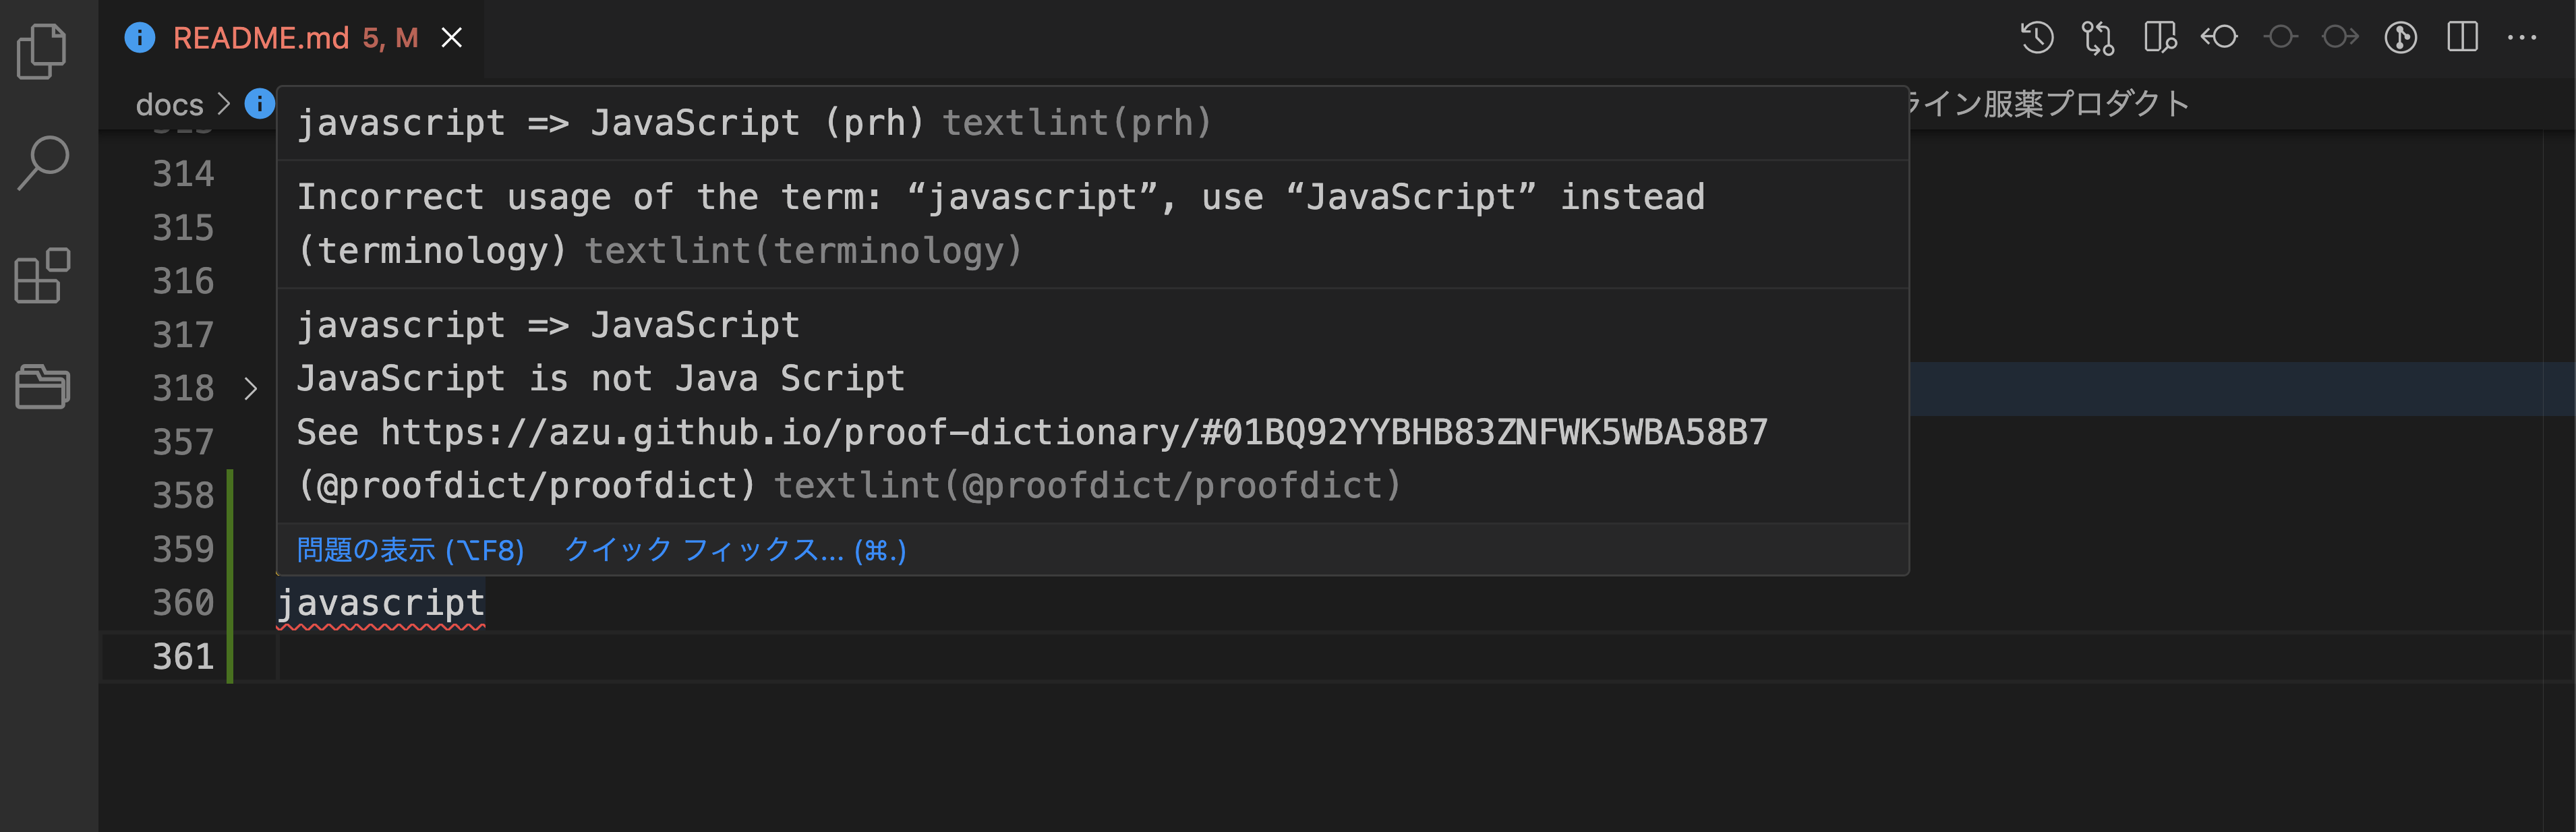 README.md 5, M
docs
ライン服薬プロダクト
javascript => JavaScript (prh) textlint(prh)
Incorrect usage of the term: “javascript”, use “JavaScript” instead
(terminology) textlint(terminology)
javascript => JavaScript
JavaScript is not Java Script
See https://azu.github.io/proof-dictionary/#01BQ92YYBHB83ZNFWK5WBA58B7
(@proofdict/proofdict) textlint(@proofdict/proofdict)
問題の表示 (⌥F8) クイック フィックス... (⌘.)
314
315
316
317
318
357
358
359
360 javascript
361